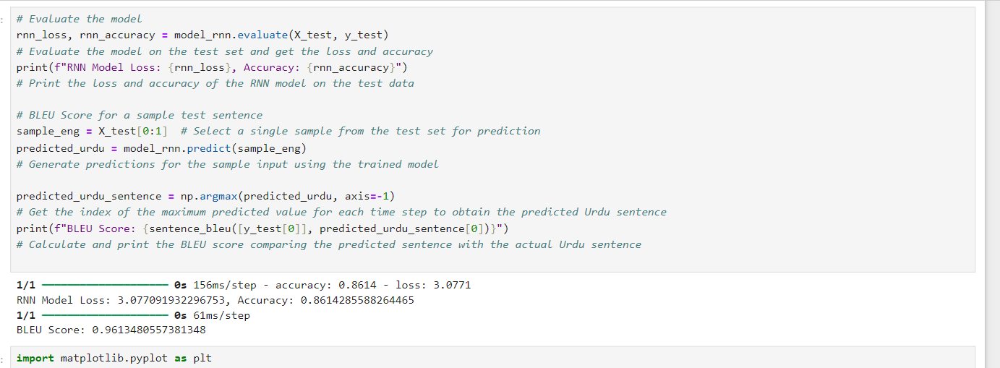 # Evaluate the model
rnn_loss, rnn_accuracy = model_rnn.evaluate(X_test, y_test)
# Evaluate the model on the test set and get the loss and accuracy
print(f"RNN Model Loss: {rnn_loss}, Accuracy: {rnn_accuracy}")
# Print the loss and accuracy of the RNN model on the test data
# BLEU Score for a sample test sentence
sample_eng = X_test[0:1]  # Select a single sample from the test set for prediction
predicted_urdu = model_rnn.predict(sample_eng)
# Generate predictions for the sample input using the trained model
predicted_urdu_sentence = np.argmax(predicted_urdu, axis=-1)
# Get the index of the maximum predicted value for each time step to obtain the predicted Urdu sentence
print(f"BLEU Score: {sentence_bleu([y_test[0]], predicted_urdu_sentence[0])}")
# Calculate and print the BLEU score comparing the predicted sentence with the actual Urdu sentence
1/1 ━━━━━━━━━━━━━━━━━━━━ 0s 156ms/step - accuracy: 0.8614 - loss: 3.0771
RNN Model Loss: 3.077091932296753, Accuracy: 0.8614285588264465
1/1 ━━━━━━━━━━━━━━━━━━━━ 0s 61ms/step
BLEU Score: 0.9613480557381348
import matplotlib.pyplot as plt